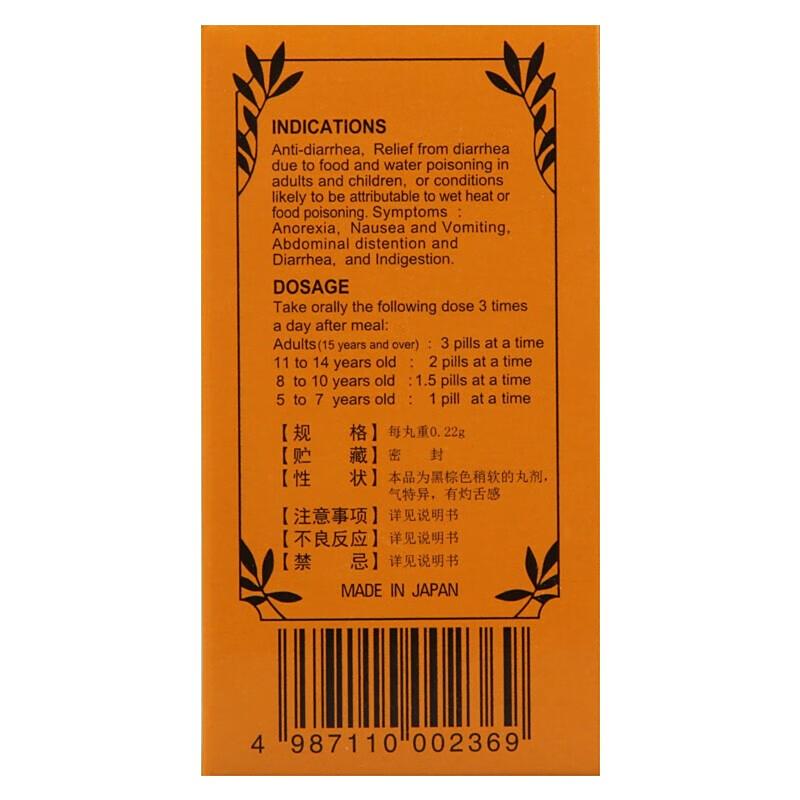 INDICATIONS
Anti-diarrhea, Relief from diarrhea
due to food and water poisoning in
adults and children, or conditions
likely to be attributable to wet heat or
food poisoning. Symptoms :
Anorexia, Nausea and Vomiting,
Abdominal distention and
Diarrhea, and Indigestion.
DOSAGE
Take orally the following dose 3 times
a day after meal:
Adults(15 years and over) : 3 pills at a time
11 to 14 years old : 2 pills at a time
8 to 10 years old :1.5 pills at a time
5 to 7 years old : 1 pill at a time
【规 格】每丸重0.22g
【贮 藏】密 封
【性 状】本品为黑棕色稍软的丸剂，
气特异，有灼舌感
【注意事项】详见说明书
【不良反应】详见说明书
【禁 忌】详见说明书
MADE IN JAPAN
4 987110 002369